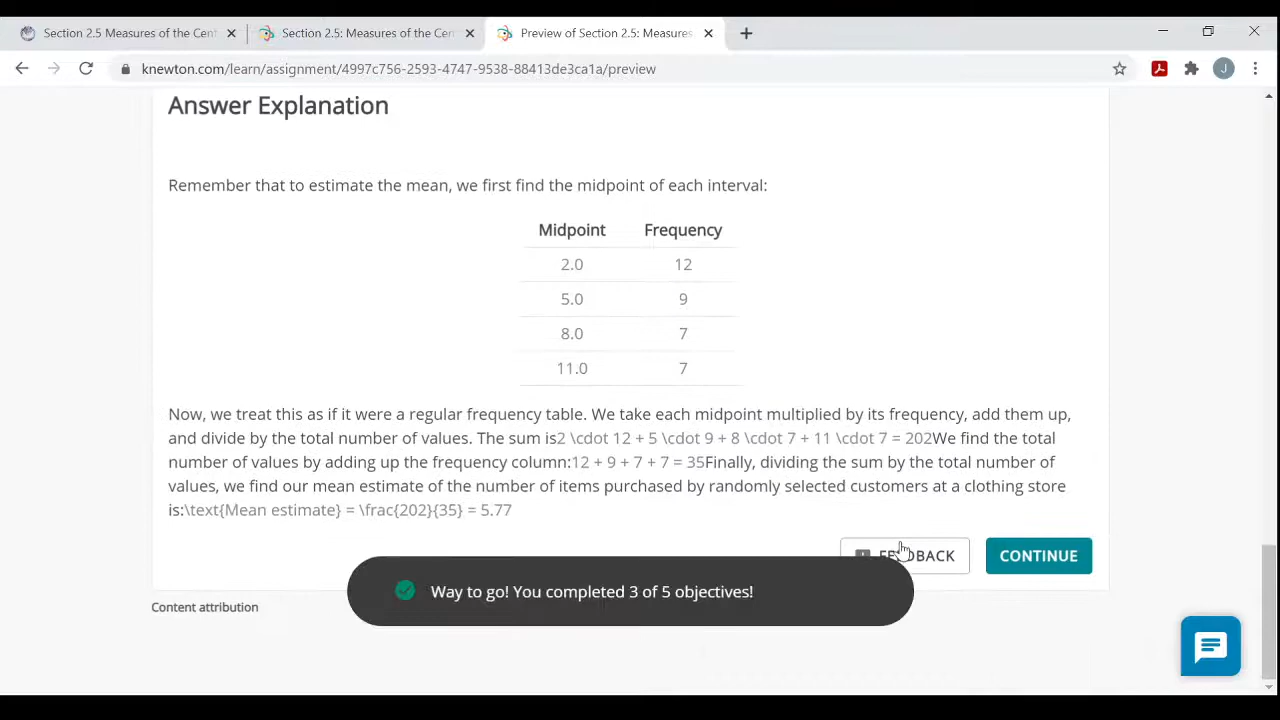 Section 2.5 Measures of the Cent
Section 2.5: Measures of the Cen
Preview of Section 2.5: Measures
knewton.com/learn/assignment/4997c756-2593-4747-9538-88413de3ca1a/preview
J
Answer Explanation
Remember that to estimate the mean, we first find the midpoint of each interval:
Midpoint Frequency
2.0 12
5.0 9
8.0 7
11.0 7
Now, we treat this as if it were a regular frequency table. We take each midpoint multiplied by its frequency, add them up,
and divide by the total number of values. The sum is2 \cdot 12 + 5 \cdot 9 + 8 \cdot 7 + 11 \cdot 7 = 202We find the total
number of values by adding up the frequency column:12 + 9 + 7 + 7 = 35Finally, dividing the sum by the total number of
values, we find our mean estimate of the number of items purchased by randomly selected customers at a clothing store
is:\text{Mean estimate} = \frac{202}{35} = 5.77
FEEDBACK
CONTINUE
Way to go! You completed 3 of 5 objectives!
Content attribution